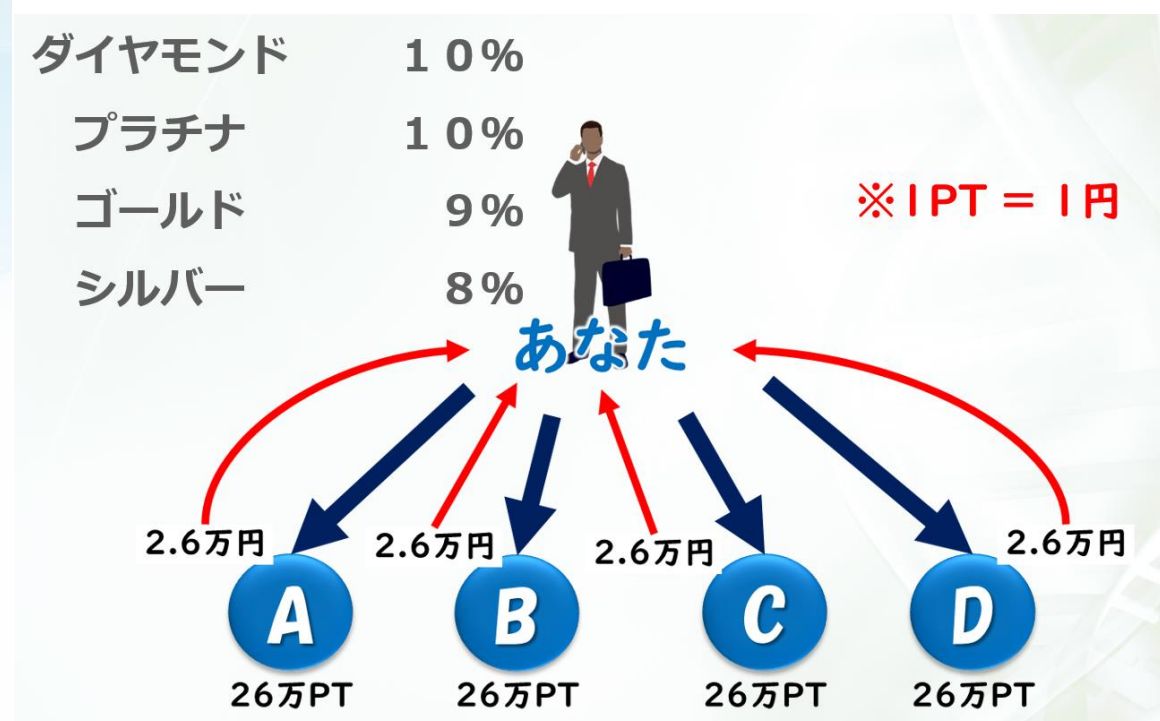 ダイヤモンド 10%
プラチナ 10%
ゴールド 9%
シルバー 8%
※1PT = 1円
あなた
2.6万円 2.6万円 2.6万円 2.6万円
A B C D
26万PT 26万PT 26万PT 26万PT